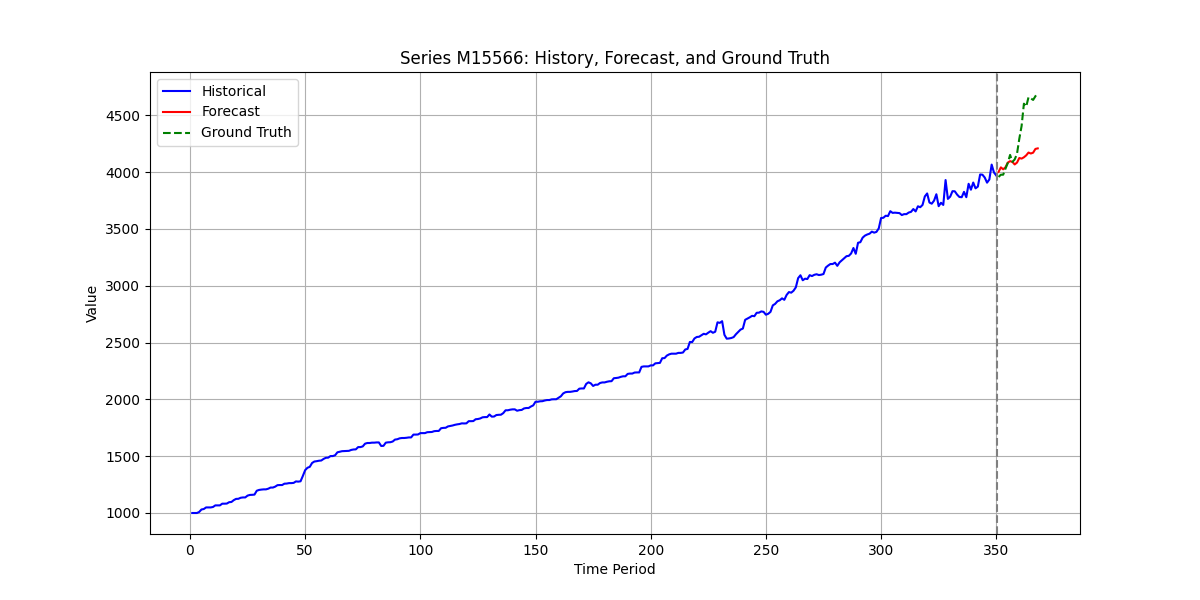 Series M15566: History, Forecast, and Ground Truth
Historical
Forecast
Ground Truth
4500
4000
3500
3000
2500
2000
1500
1000
Value
0 50 100 150 200 250 300 350
Time Period